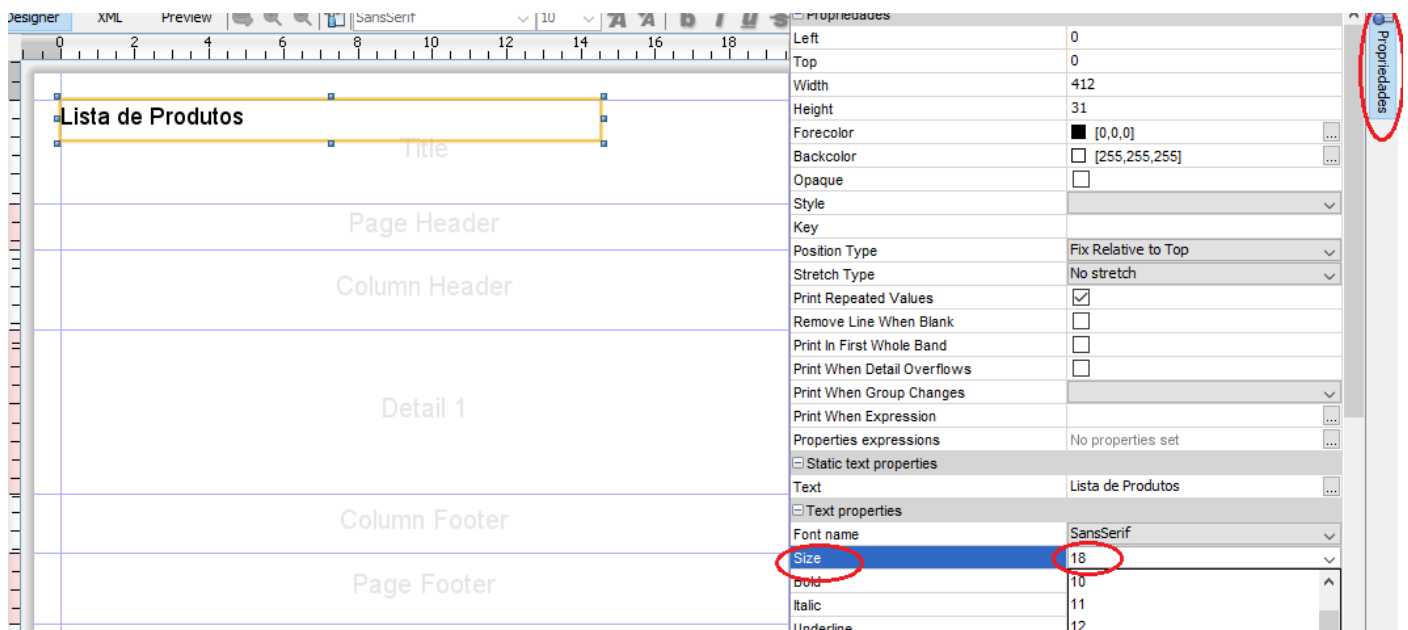 Designer XML Preview SansSerif 10
0 2 4 6 8 10 12 14 16 18
Lista de Produtos
Title
Page Header
Column Header
Detail 1
Column Footer
Page Footer
Propriedades
Left 0
Top 0
Width 412
Height 31
Forecolor [0,0,0] ...
Backcolor [255,255,255] ...
Opaque
Style
Key
Position Type Fix Relative to Top
Stretch Type No stretch
Print Repeated Values
Remove Line When Blank
Print In First Whole Band
Print When Detail Overflows
Print When Group Changes
Print When Expression ...
Properties expressions No properties set ...
Static text properties
Text Lista de Produtos ...
Text properties
Font name SansSerif
Size 18
Bold 10
Italic 11
Underline 12
Propriedades